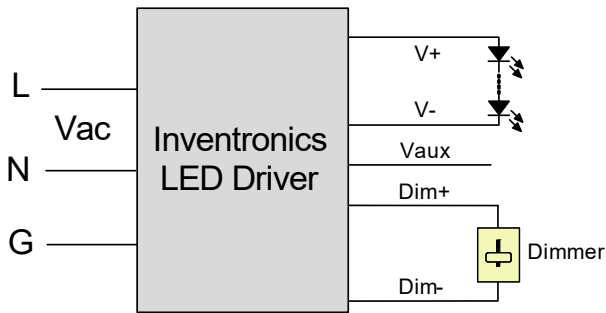 L
Vac
N
G
Inventronics
LED Driver
V+
V-
Vaux
Dim+
Dim-
Dimmer